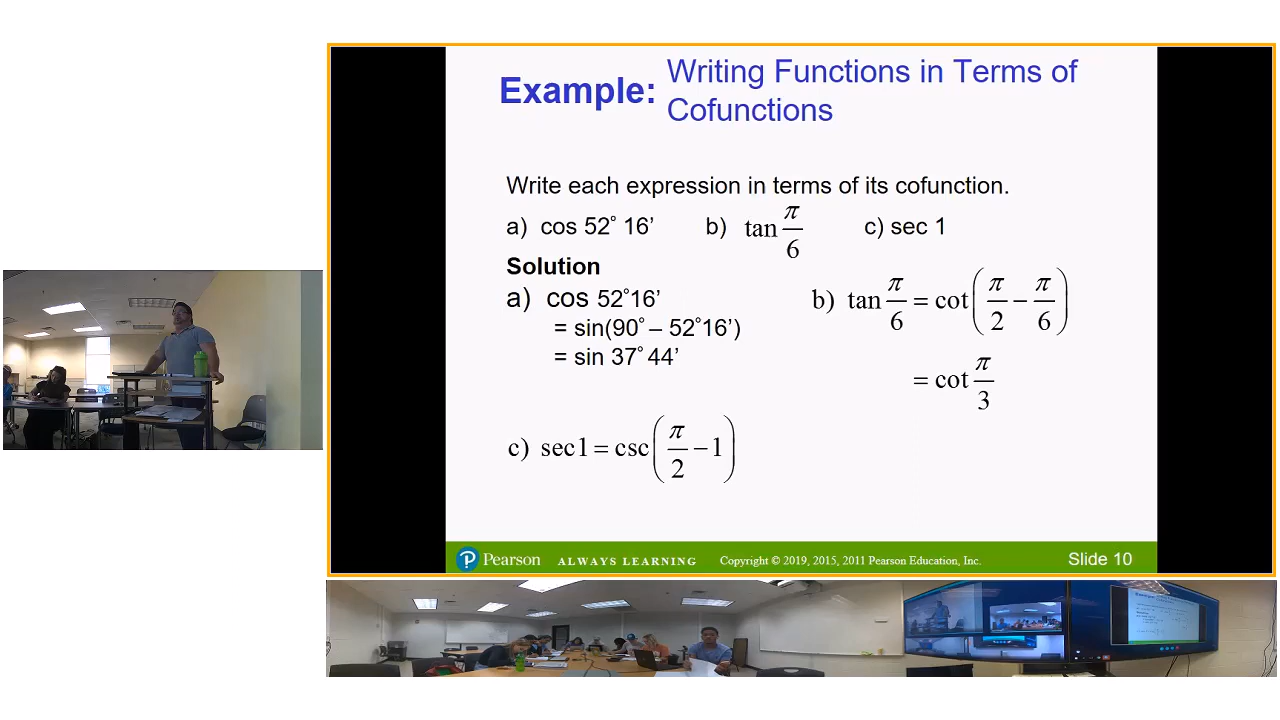 Example: Writing Functions in Terms of
Cofunctions
Write each expression in terms of its cofunction.
a) cos 52° 16’ b) tan π/6 c) sec 1
Solution
a) cos 52°16’
= sin(90° – 52°16’)
= sin 37° 44’
b) tan π/6 = cot(π/2 − π/6)
= cot π/3
c) sec1 = csc(π/2 − 1)
Pearson ALWAYS LEARNING Copyright © 2019, 2015, 2011 Pearson Education, Inc. Slide 10